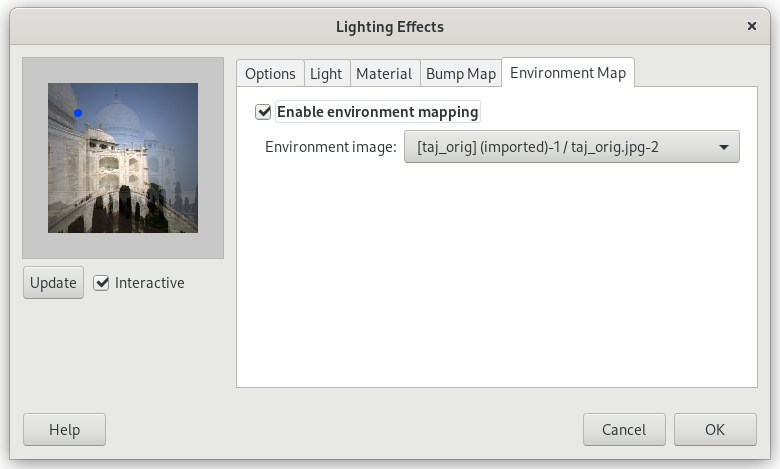 Lighting Effects
Options Light Material Bump Map Environment Map
Enable environment mapping
Environment image: [taj_orig] (imported)-1 / taj_orig.jpg-2
Update Interactive
Help Cancel OK